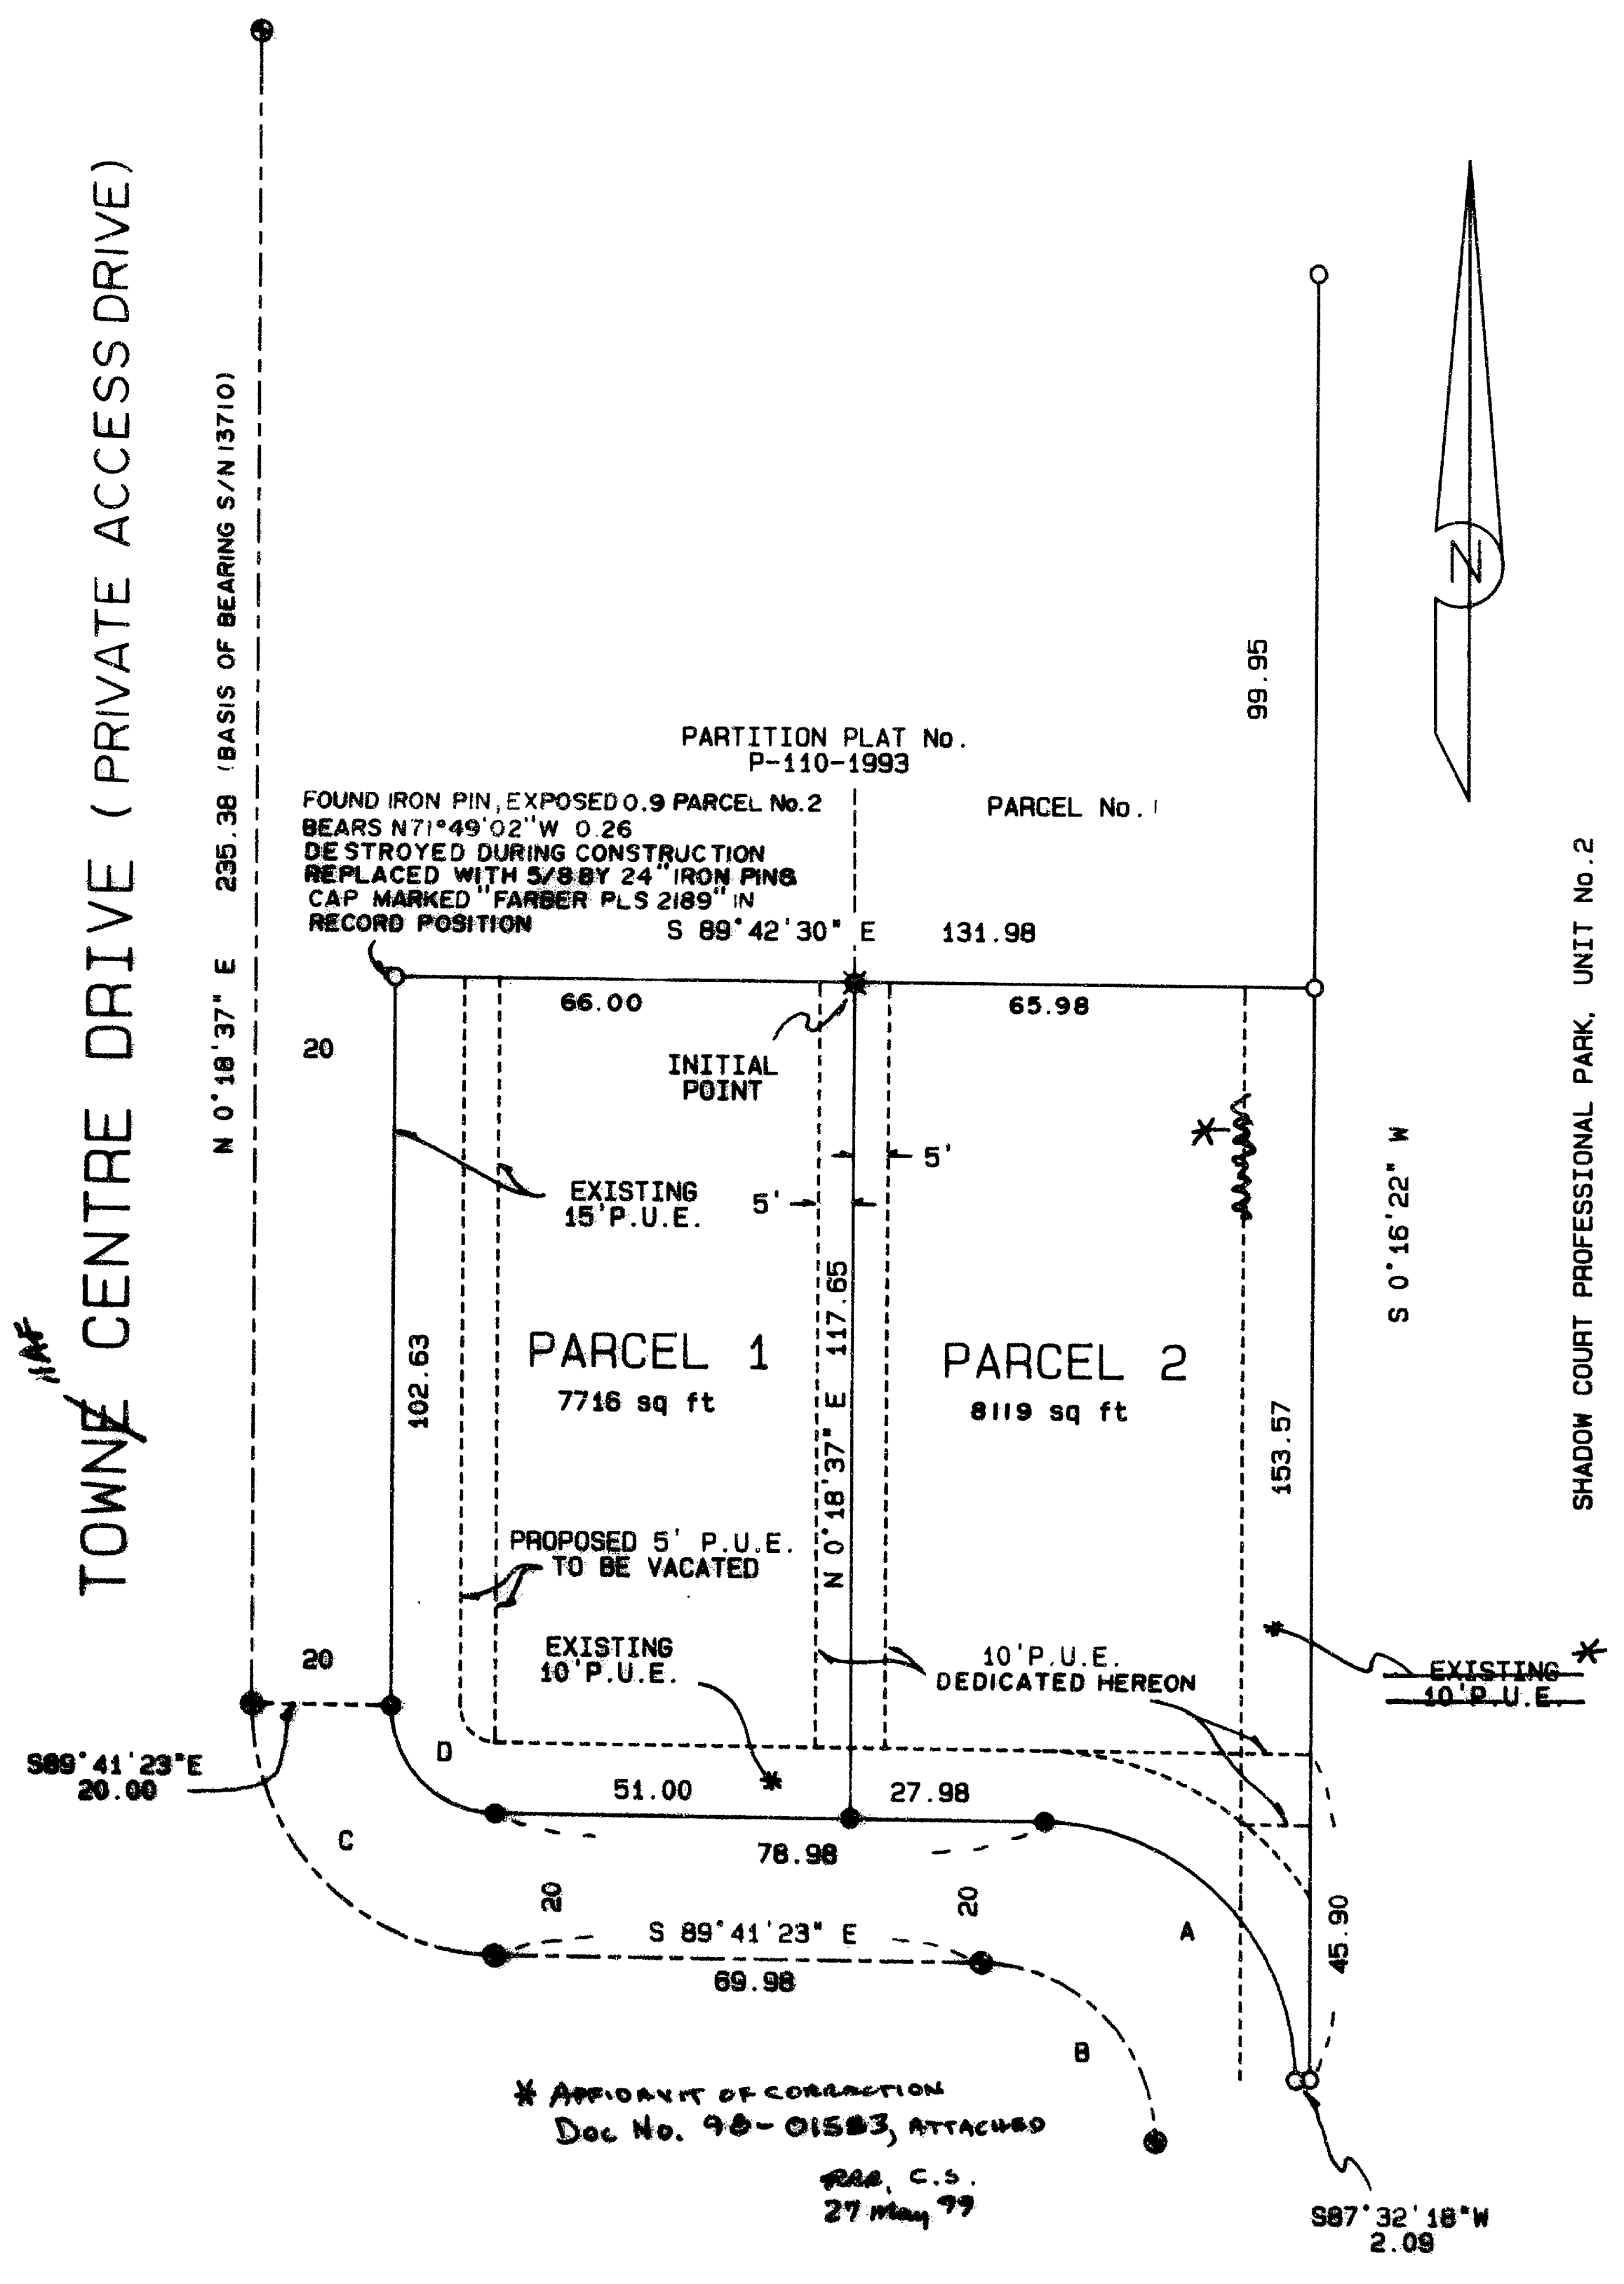 TOWNE CENTRE DRIVE (PRIVATE ACCESS DRIVE)
N 0°18'37" E 235.38 (BASIS OF BEARING S/N 13710)
N
99.95
PARTITION PLAT No.
P-110-1993
FOUND IRON PIN, EXPOSED 0.9 PARCEL No.2
BEARS N71°49'02"W 0.26
DESTROYED DURING CONSTRUCTION
REPLACED WITH 5/8 BY 24" IRON PIN &
CAP MARKED "FARBER PLS 2189" IN
RECORD POSITION
PARCEL No. 1
S 89°42'30" E 131.98
66.00
65.98
20
INITIAL
POINT
*
5'
5'
EXISTING
15'P.U.E.
S 0°16'22" W
SHADOW COURT PROFESSIONAL PARK, UNIT No.2
102.63
PARCEL 1
7716 sq ft
N 0°18'37" E 117.65
PARCEL 2
8119 sq ft
153.57
PROPOSED 5' P.U.E.
TO BE VACATED
EXISTING
10'P.U.E.
*
10'P.U.E.
DEDICATED HEREON
*
EXISTING *
10'P.U.E.
20
S89°41'23"E
20.00
D
51.00
27.98
C
78.98
20
20
S 89°41'23" E
69.98
A
45.90
B
* AFFIDAVIT OF CORRECTION
Doc No. 98-01583, ATTACHED
RRR, C.S.
27 May 99
S87°32'18"W
2.09